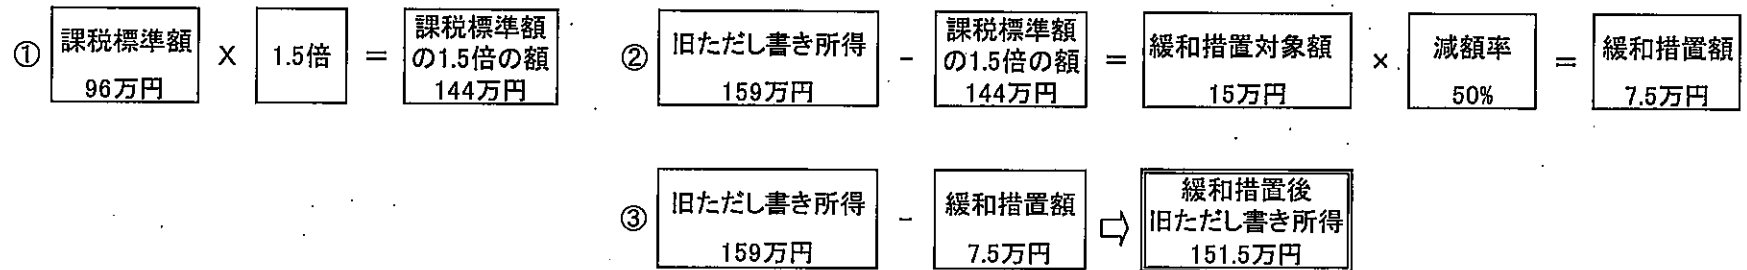 ① 課税標準額 96万円 × 1.5倍 = 課税標準額の1.5倍の額 144万円
② 旧ただし書き所得 159万円 - 課税標準額の1.5倍の額 144万円 = 緩和措置対象額 15万円 × 減額率 50% = 緩和措置額 7.5万円
③ 旧ただし書き所得 159万円 - 緩和措置額 7.5万円 ⇨ 緩和措置後旧ただし書き所得 151.5万円